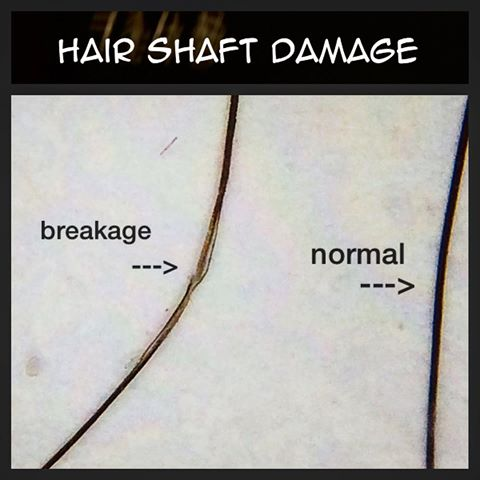 HAIR SHAFT DAMAGE
breakage
--->
normal
--->